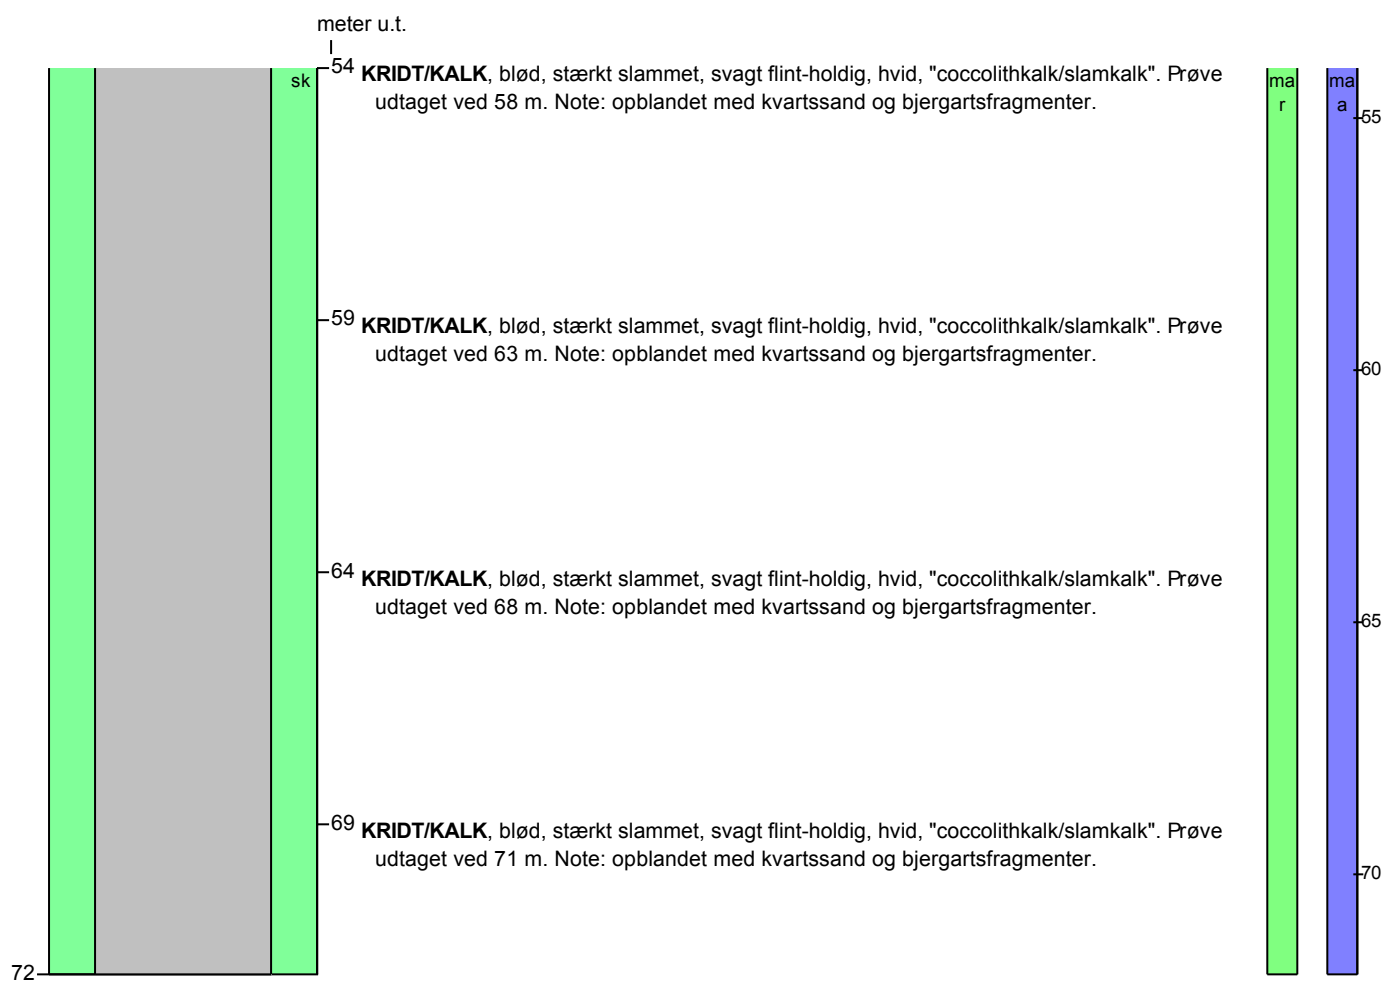 meter u.t.
54 KRIDT/KALK, blød, stærkt slammet, svagt flint-holdig, hvid, "coccolithkalk/slamkalk". Prøve
udtaget ved 58 m. Note: opblandet med kvartssand og bjergartsfragmenter.
sk
ma
r
ma
a
55
59 KRIDT/KALK, blød, stærkt slammet, svagt flint-holdig, hvid, "coccolithkalk/slamkalk". Prøve
udtaget ved 63 m. Note: opblandet med kvartssand og bjergartsfragmenter.
60
64 KRIDT/KALK, blød, stærkt slammet, svagt flint-holdig, hvid, "coccolithkalk/slamkalk". Prøve
udtaget ved 68 m. Note: opblandet med kvartssand og bjergartsfragmenter.
65
69 KRIDT/KALK, blød, stærkt slammet, svagt flint-holdig, hvid, "coccolithkalk/slamkalk". Prøve
udtaget ved 71 m. Note: opblandet med kvartssand og bjergartsfragmenter.
70
72